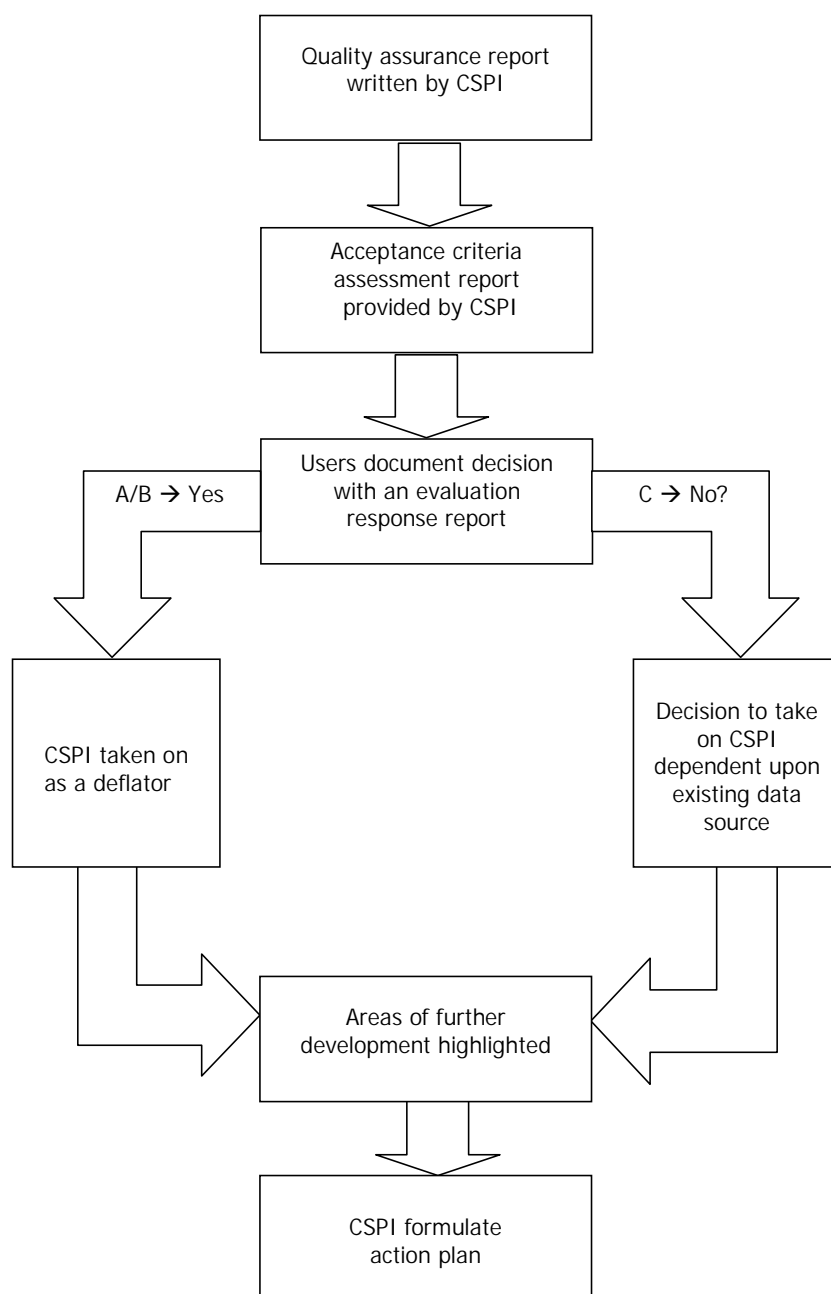 Quality assurance report
written by CSPI
Acceptance criteria
assessment report
provided by CSPI
Users document decision
with an evaluation
response report
A/B → Yes
C → No?
CSPI taken on
as a deflator
Decision to take
on CSPI
dependent upon
existing data
source
Areas of further
development highlighted
CSPI formulate
action plan